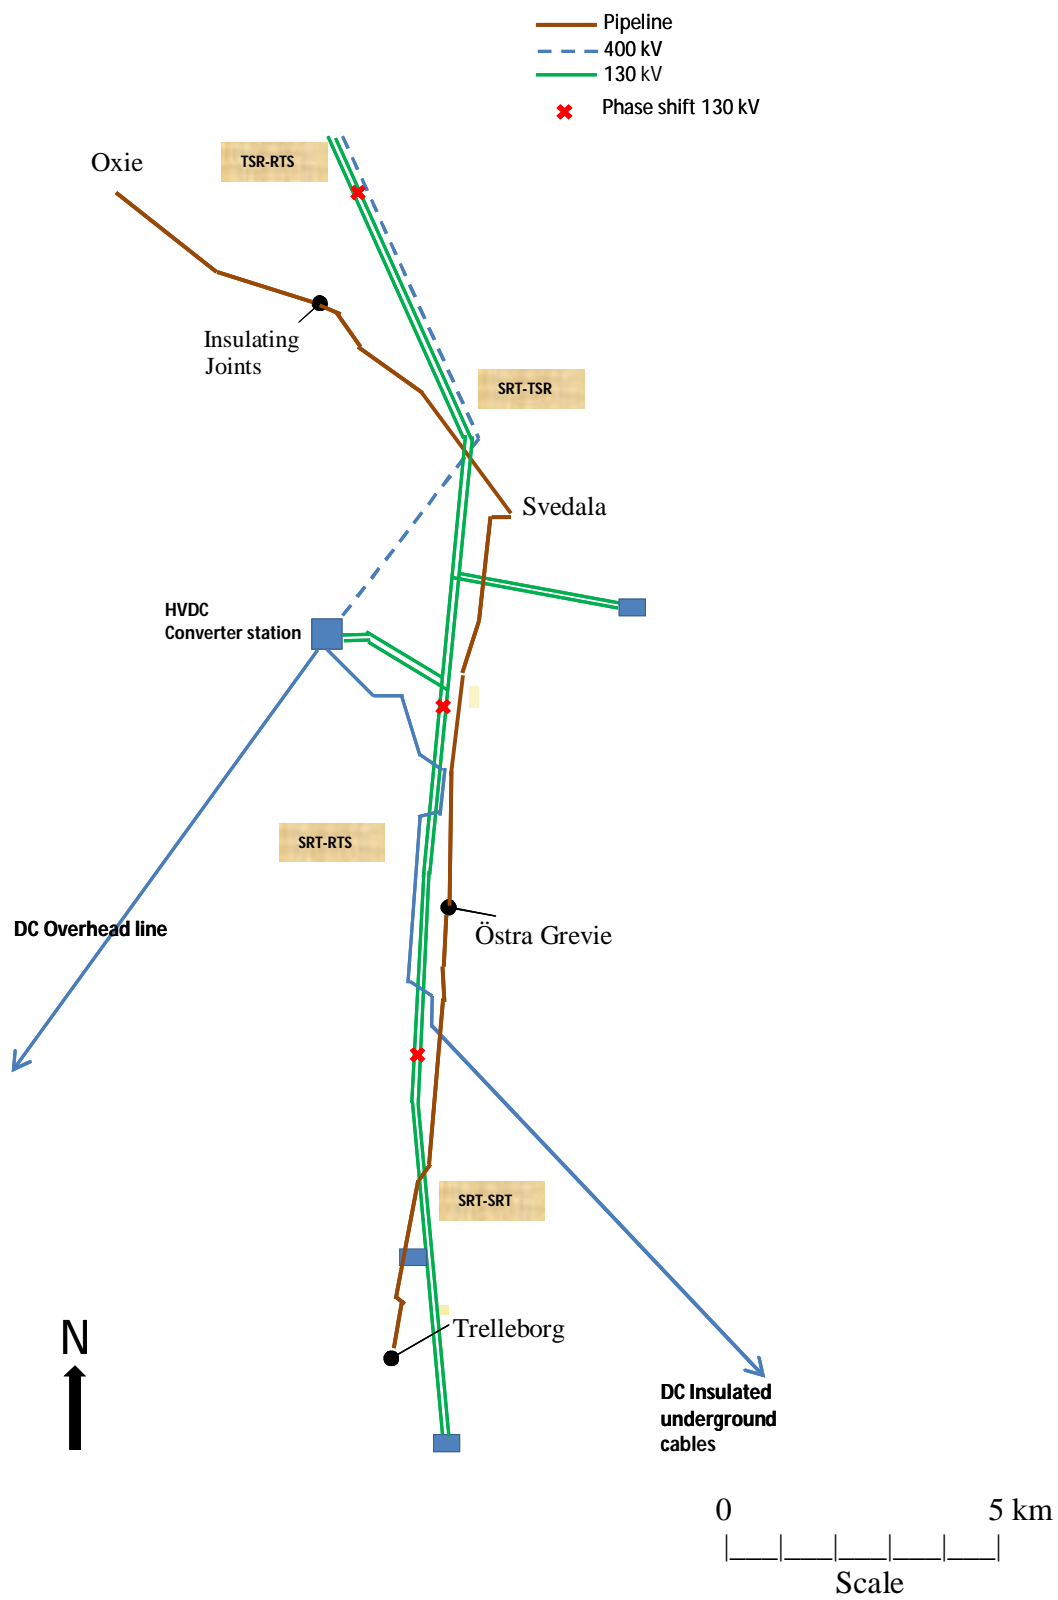 Pipeline
400 kV
130 kV
Phase shift 130 kV
Oxie
TSR-RTS
Insulating
Joints
SRT-TSR
Svedala
HVDC
Converter station
SRT-RTS
DC Overhead line
Östra Grevie
SRT-SRT
N
Trelleborg
DC Insulated
underground
cables
0 5 km
Scale